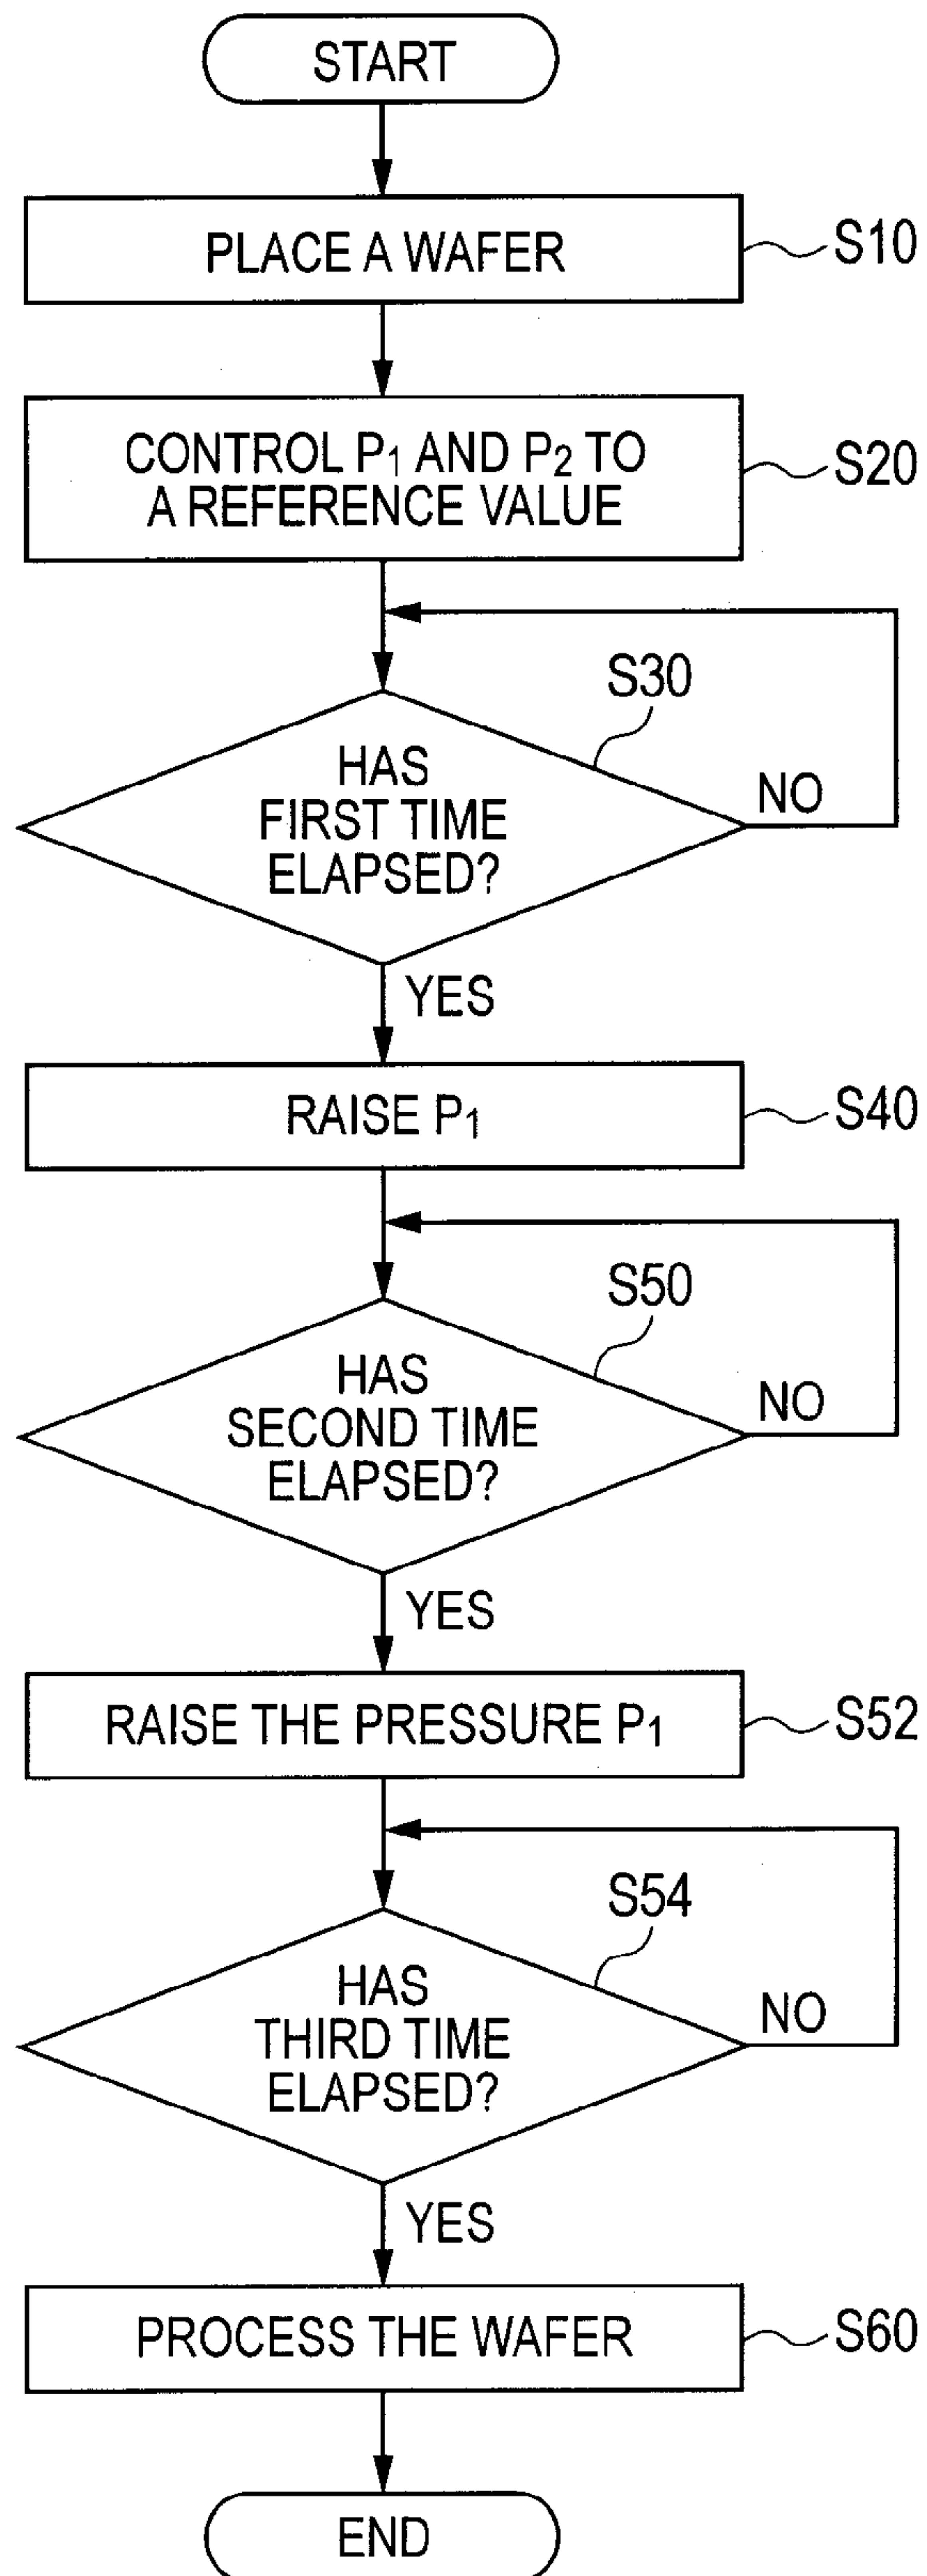 START
PLACE A WAFER
S10
CONTROL P1 AND P2 TO
A REFERENCE VALUE
S20
S30
HAS
FIRST TIME
ELAPSED?
NO
YES
RAISE P1
S40
S50
HAS
SECOND TIME
ELAPSED?
NO
YES
RAISE THE PRESSURE P1
S52
S54
HAS
THIRD TIME
ELAPSED?
NO
YES
PROCESS THE WAFER
S60
END